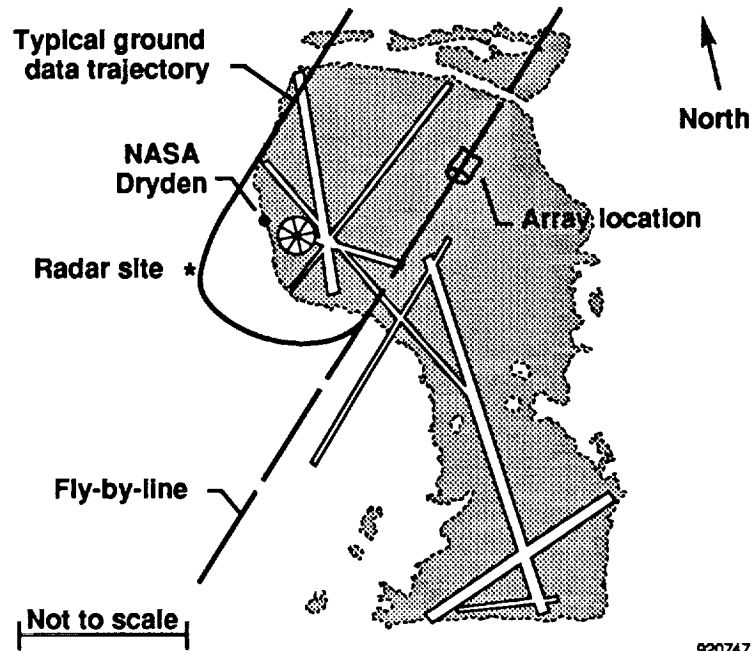 Typical ground
data trajectory
North
NASA
Dryden
Array location
Radar site *
Fly-by-line
Not to scale
920747